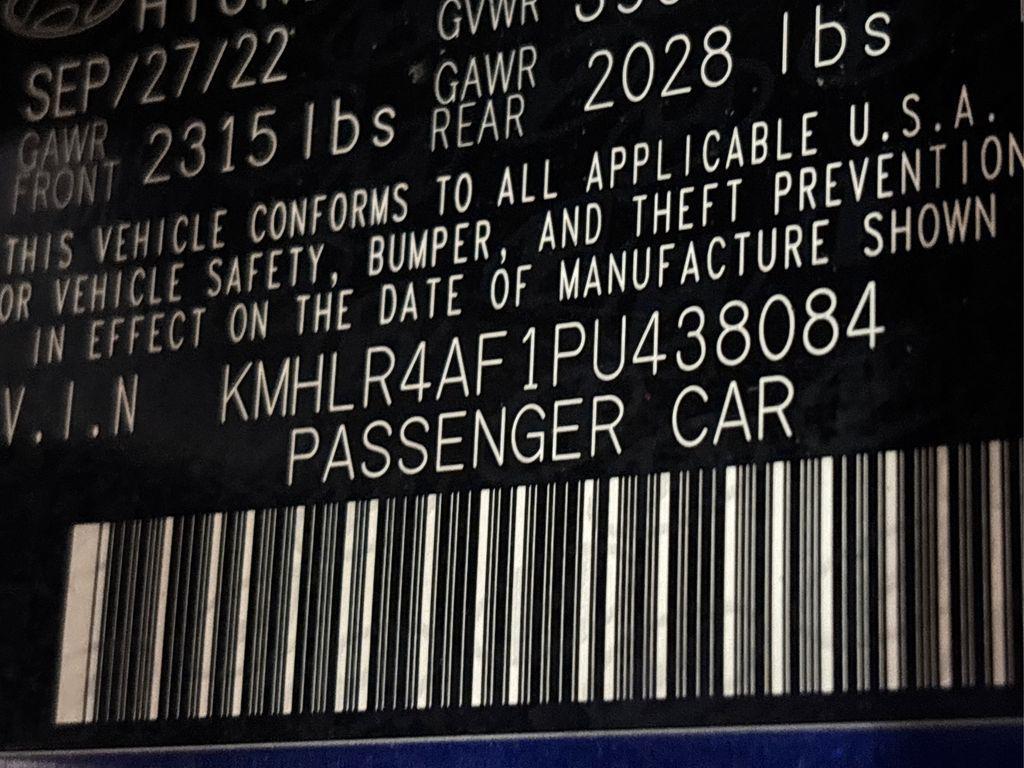 GVWR
SEP/27/22
GAWR REAR 2028 lbs
GAWR FRONT 2315 lbs
THIS VEHICLE CONFORMS TO ALL APPLICABLE U.S.A.
OR VEHICLE SAFETY, BUMPER, AND THEFT PREVENTION
IN EFFECT ON THE DATE OF MANUFACTURE SHOWN
V.I.N KMHLR4AF1PU438084
PASSENGER CAR